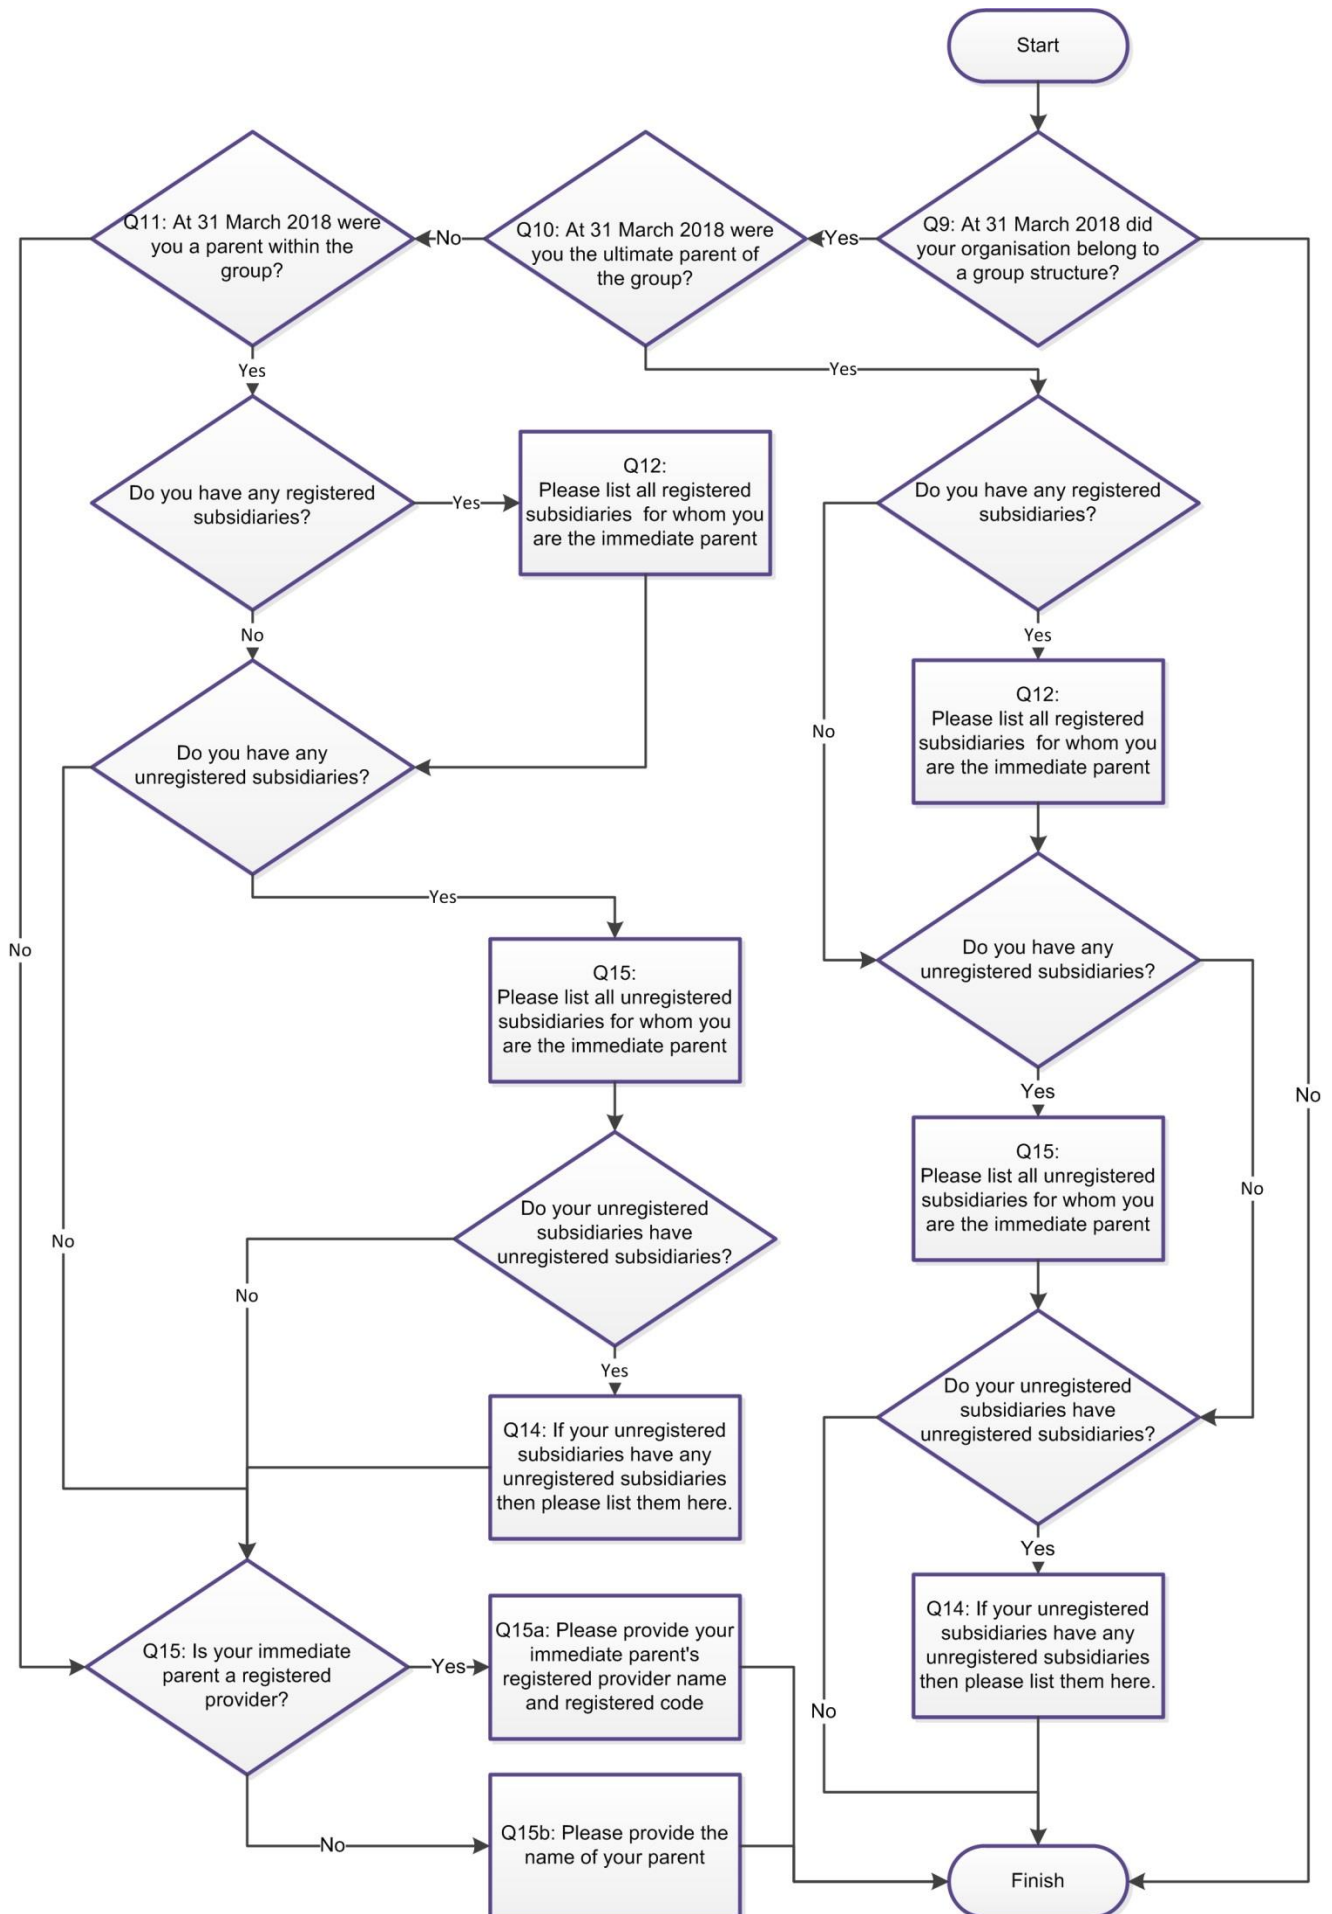 Start
Q9: At 31 March 2018 did
your organisation belong to
a group structure?
Yes
Q10: At 31 March 2018 were
you the ultimate parent of
the group?
No
Q11: At 31 March 2018 were
you a parent within the
group?
Yes
Yes
Do you have any registered
subsidiaries?
Yes
Q12:
Please list all registered
subsidiaries for whom you
are the immediate parent
No
Do you have any
unregistered subsidiaries?
Yes
Q15:
Please list all unregistered
subsidiaries for whom you
are the immediate parent
Do your unregistered
subsidiaries have
unregistered subsidiaries?
No
Yes
Q14: If your unregistered
subsidiaries have any
unregistered subsidiaries
then please list them here.
No
No
Q15: Is your immediate
parent a registered
provider?
Yes
Q15a: Please provide your
immediate parent's
registered provider name
and registered code
No
Q15b: Please provide the
name of your parent
Do you have any registered
subsidiaries?
Yes
No
Q12:
Please list all registered
subsidiaries for whom you
are the immediate parent
Do you have any
unregistered subsidiaries?
Yes
No
Q15:
Please list all unregistered
subsidiaries for whom you
are the immediate parent
Do your unregistered
subsidiaries have
unregistered subsidiaries?
Yes
No
Q14: If your unregistered
subsidiaries have any
unregistered subsidiaries
then please list them here.
No
Finish